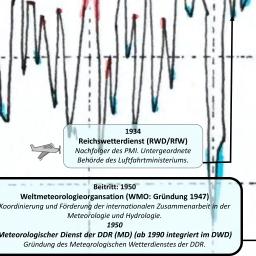 1934
Reichswetterdienst (RWD/RfW)
Nachfolger des PMI. Untergeordnete
Behörde des Luftfahrtministeriums.
Beitritt: 1950
Weltmeteorologieorgansation (WMO: Gründung 1947)
Koordinierung und Förderung der internationalen Zusammenarbeit in der
Meteorologie und Hydrologie.
1950
Meteorologischer Dienst der DDR (MD) (ab 1990 integriert im DWD)
Gründung des Meteorologischen Wetterdienstes der DDR.